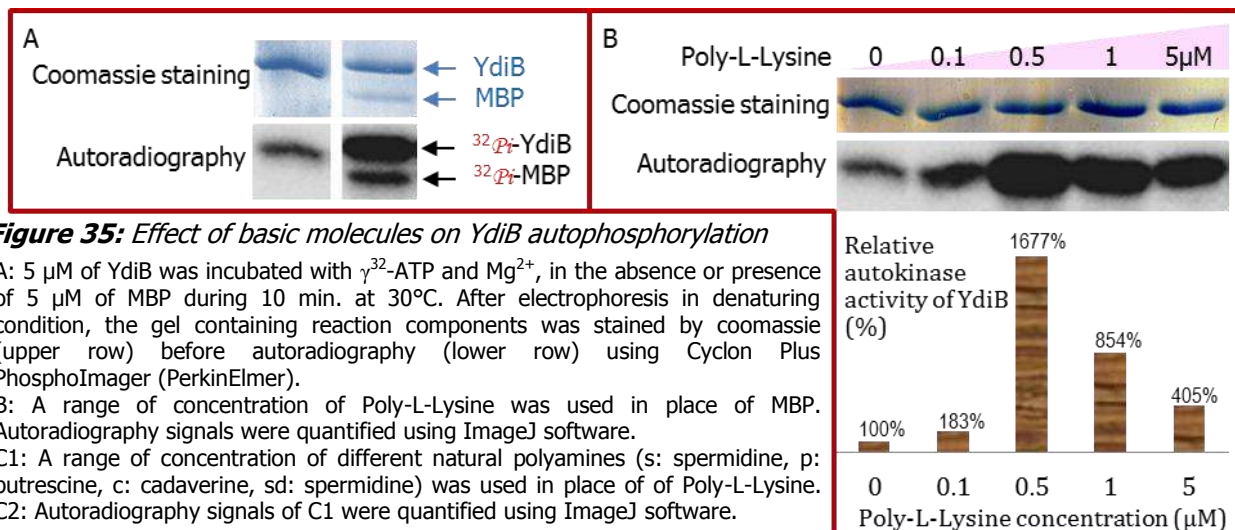 A
Coomassie staining
YdiB
MBP
Autoradiography
³²Pi-YdiB
³²Pi-MBP
B
Poly-L-Lysine 0 0.1 0.5 1 5µM
Coomassie staining
Autoradiography
Figure 35: Effect of basic molecules on YdiB autophosphorylation
A: 5 µM of YdiB was incubated with γ³²-ATP and Mg²⁺, in the absence or presence
of 5 µM of MBP during 10 min. at 30°C. After electrophoresis in denaturing
condition, the gel containing reaction components was stained by coomassie
(upper row) before autoradiography (lower row) using Cyclon Plus
PhosphoImager (PerkinElmer).
B: A range of concentration of Poly-L-Lysine was used in place of MBP.
Autoradiography signals were quantified using ImageJ software.
C1: A range of concentration of different natural polyamines (s: spermidine, p:
putrescine, c: cadaverine, sd: spermidine) was used in place of of Poly-L-Lysine.
C2: Autoradiography signals of C1 were quantified using ImageJ software.
Relative
autokinase
activity of YdiB
(%)
100%
183%
1677%
854%
405%
0 0.1 0.5 1 5
Poly-L-Lysine concentration (µM)